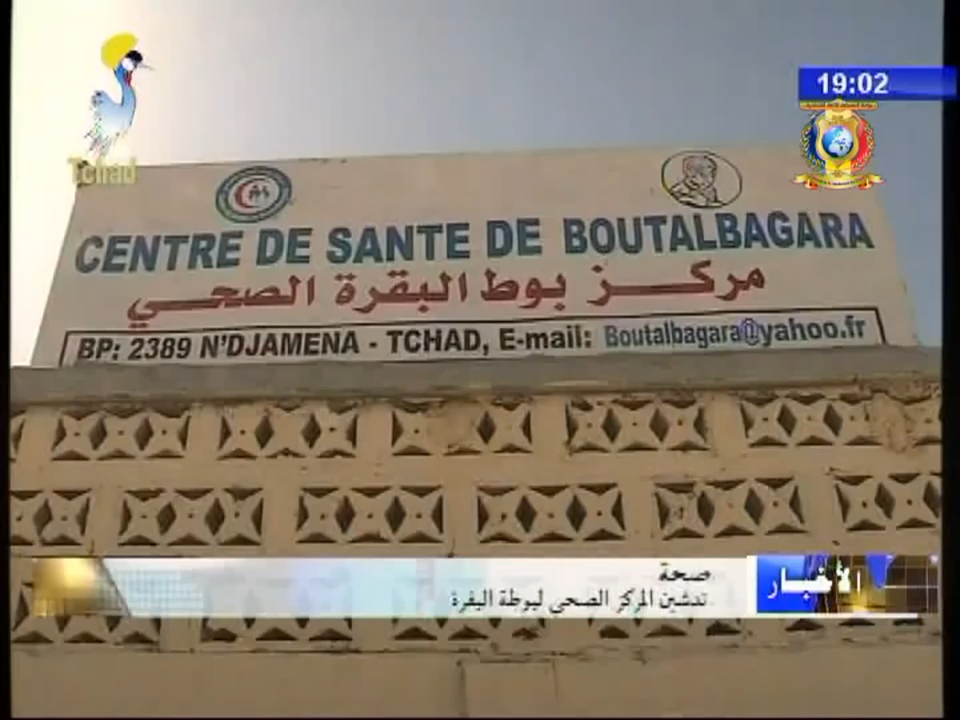 19:02
Tchad
CENTRE DE SANTE DE BOUTALBAGARA
مركز بوط البقرة الصحي
BP: 2389 N'DJAMENA - TCHAD, E-mail: Boutalbagara@yahoo.fr
صحة
تدشين المركز الصحي لبوطة البقرة
الأخبار